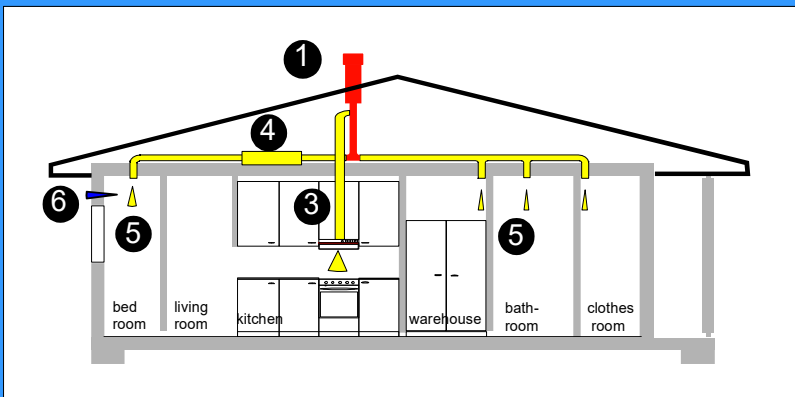 1
4
3
6
5
5
bed
room
living
room
kitchen
warehouse
bath-
room
clothes
room